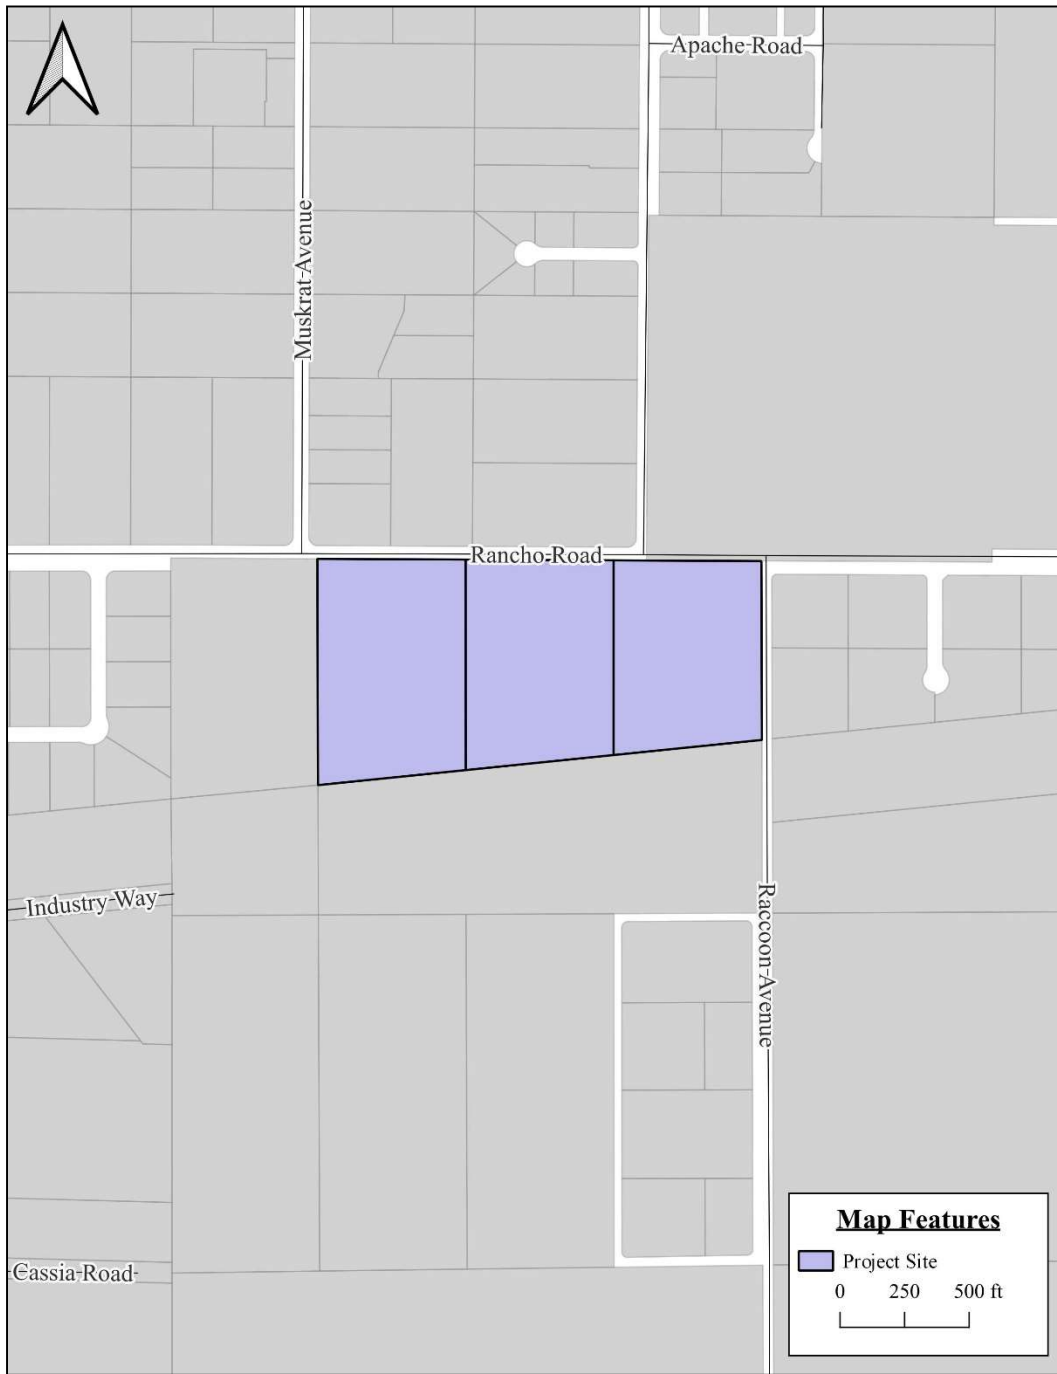 Apache Road
Muskrat Avenue
Rancho Road
Industry Way
Raccoon Avenue
Cassia Road
Map Features
Project Site
0 250 500 ft